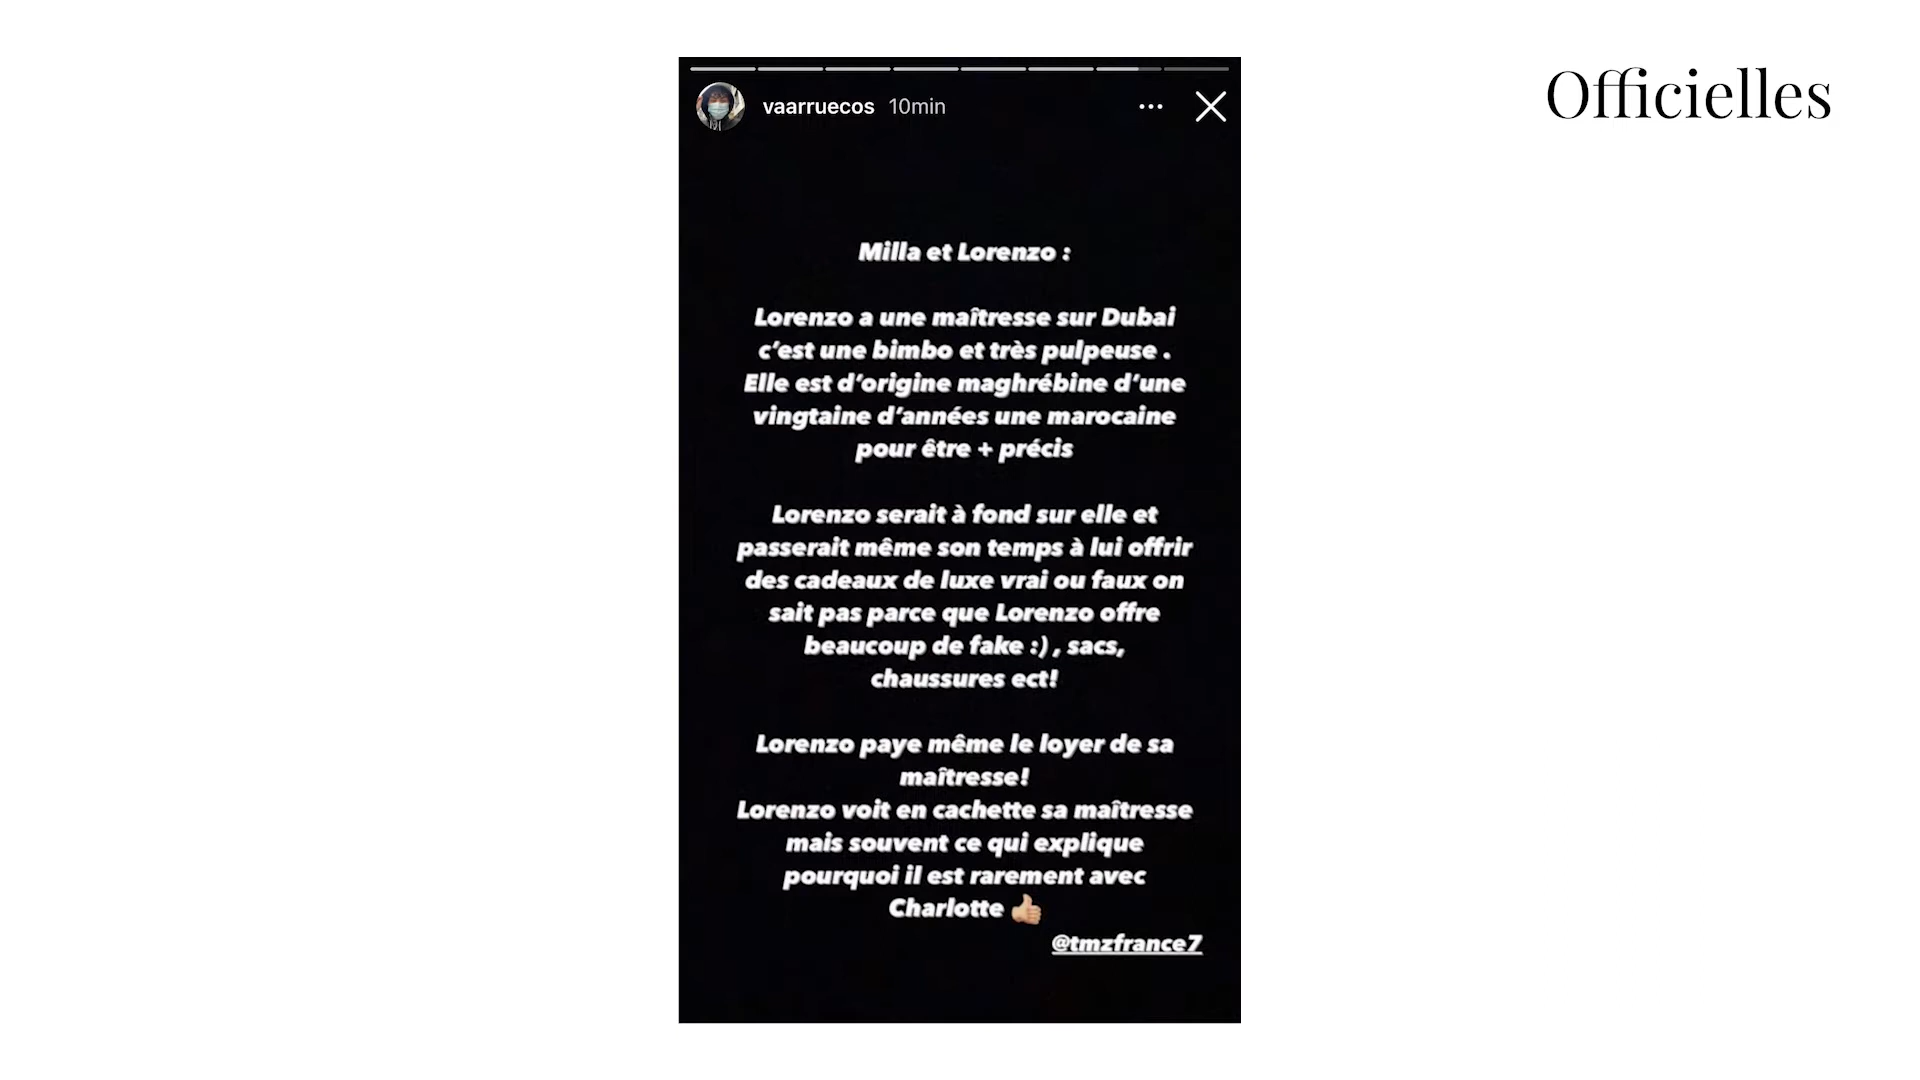 Officielles
vaarruecos 10min
Milla et Lorenzo :
Lorenzo a une maîtresse sur Dubai
c’est une bimbo et très pulpeuse .
Elle est d’origine maghrébine d’une
vingtaine d’années une marocaine
pour être + précis
Lorenzo serait à fond sur elle et
passerait même son temps à lui offrir
des cadeaux de luxe vrai ou faux on
sait pas parce que Lorenzo offre
beaucoup de fake :) , sacs,
chaussures ect!
Lorenzo paye même le loyer de sa
maîtresse!
Lorenzo voit en cachette sa maîtresse
mais souvent ce qui explique
pourquoi il est rarement avec
Charlotte 👍🏼
@tmzfrance7